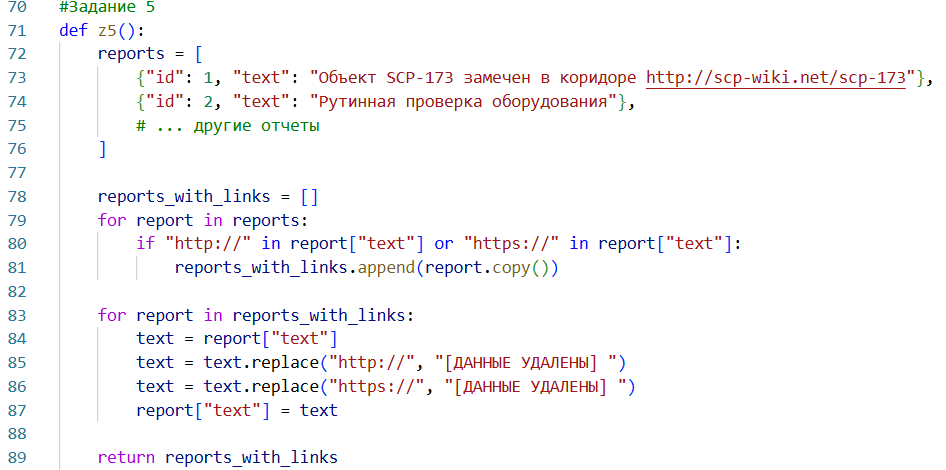 70 #Задание 5
71 def z5():
72     reports = [
73         {"id": 1, "text": "Объект SCP-173 замечен в коридоре http://scp-wiki.net/scp-173"},
74         {"id": 2, "text": "Рутинная проверка оборудования"},
75         # ... другие отчеты
76     ]
77
78     reports_with_links = []
79     for report in reports:
80         if "http://" in report["text"] or "https://" in report["text"]:
81             reports_with_links.append(report.copy())
82
83     for report in reports_with_links:
84         text = report["text"]
85         text = text.replace("http://", "[ДАННЫЕ УДАЛЕНЫ] ")
86         text = text.replace("https://", "[ДАННЫЕ УДАЛЕНЫ] ")
87         report["text"] = text
88
89     return reports_with_links